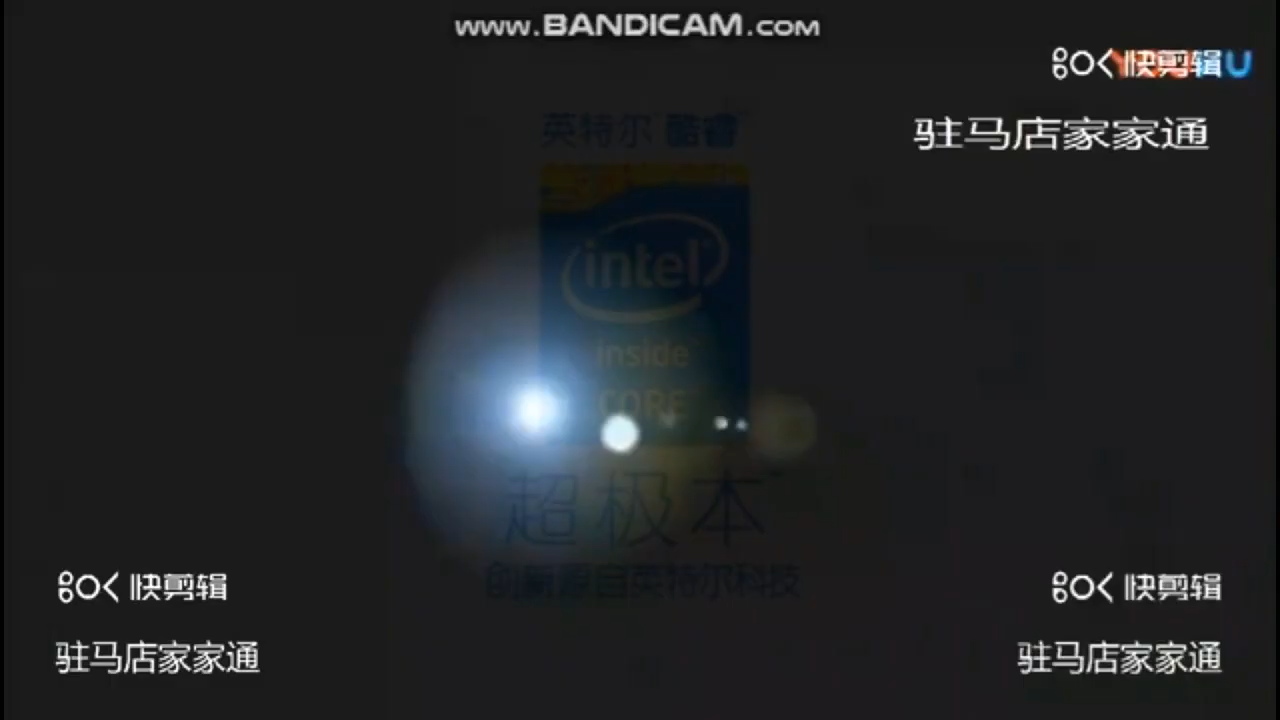 www.BANDICAM.com
快剪辑 U
驻马店家家通
英特尔 酷睿
intel
inside
CORE
超极本
创新源自英特尔科技
快剪辑
驻马店家家通
快剪辑
驻马店家家通